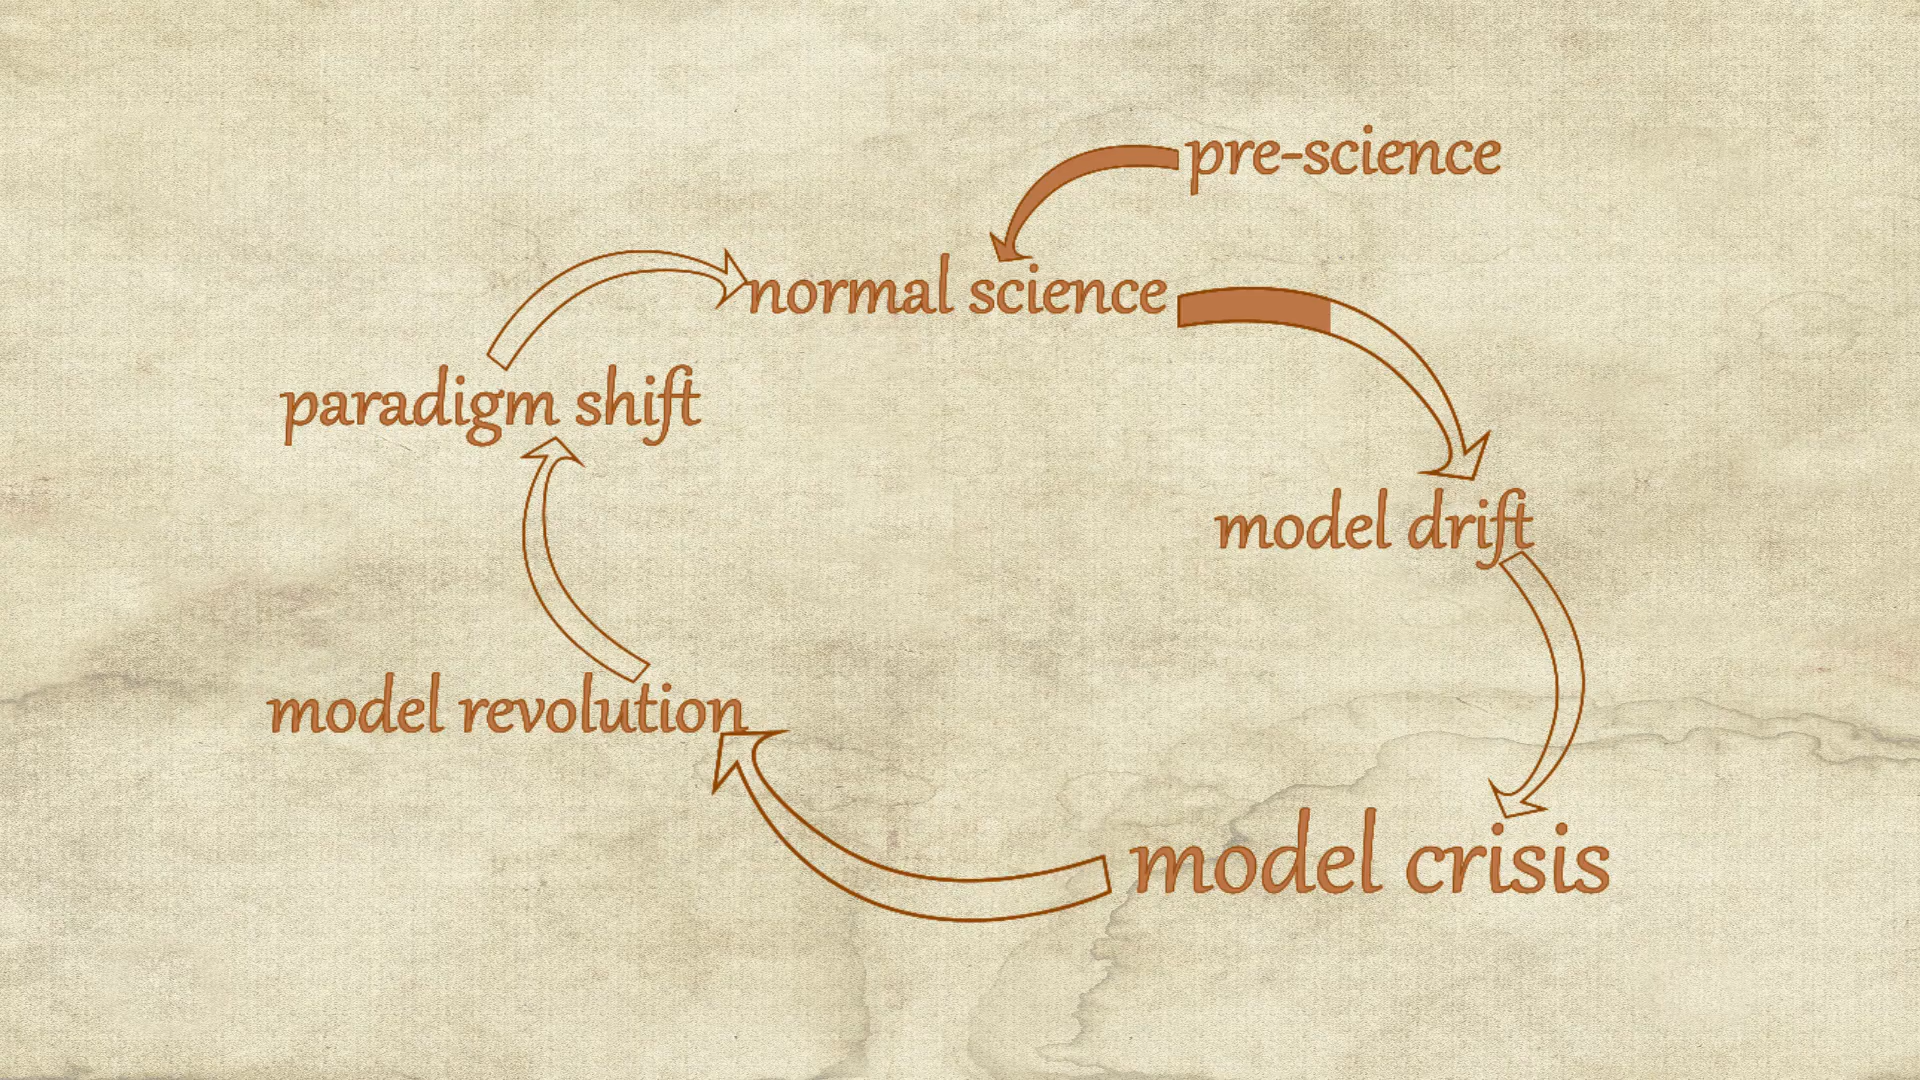 pre-science
normal science
paradigm shift
model drift
model revolution
model crisis